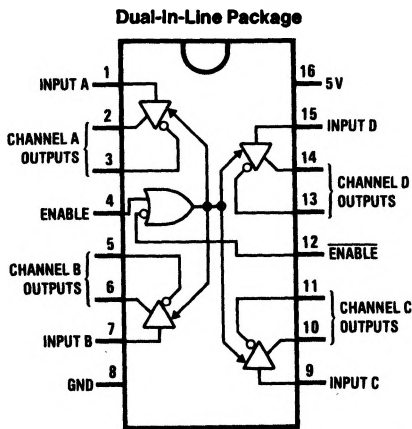 Dual-In-Line Package
1
INPUT A
2
CHANNEL A
OUTPUTS
3
4
ENABLE
5
CHANNEL B
OUTPUTS
6
7
INPUT B
8
GND
16
5V
15
INPUT D
14
CHANNEL D
OUTPUTS
13
12
ENABLE
11
CHANNEL C
OUTPUTS
10
9
INPUT C